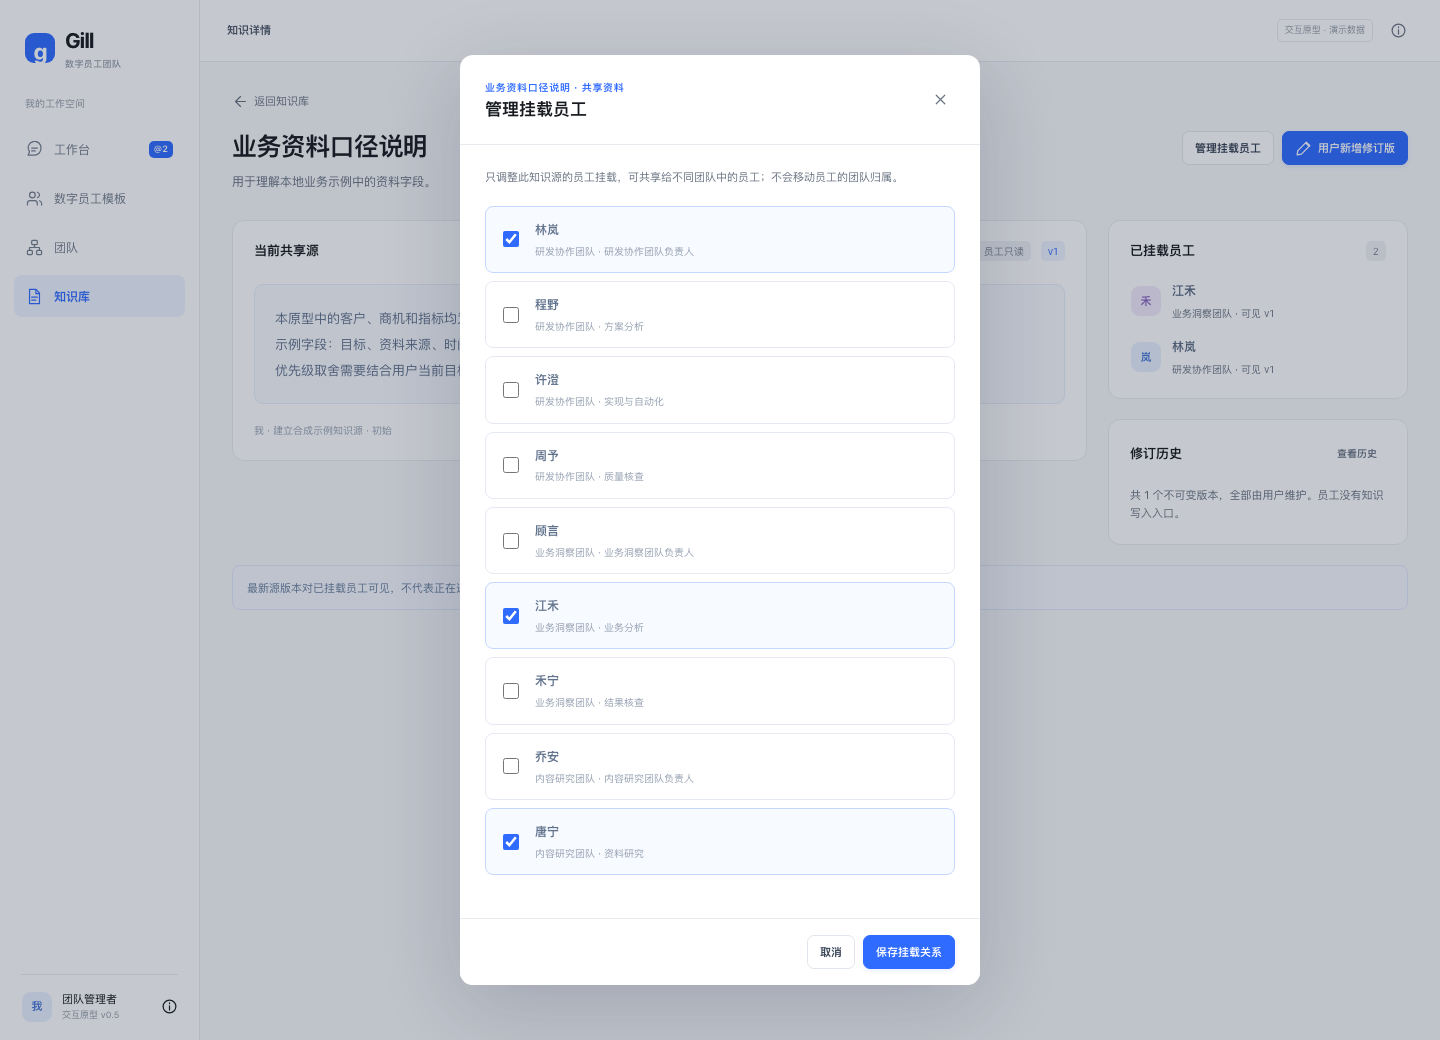 g
Gill
数字员工团队
我的工作空间
工作台
@2
数字员工模板
团队
知识库
我
团队管理者
交互原型 v0.5
知识详情
交互原型 · 演示数据
返回知识库
业务资料口径说明
用于理解本地业务示例中的资料字段。
管理挂载员工
用户新增修订版
当前共享源
员工只读
v1
本原型中的客户、商机和指标均
示例字段：目标、资料来源、时
优先级取舍需要结合用户当前目
我 · 建立合成示例知识源 · 初始
已挂载员工
2
禾
江禾
业务洞察团队 · 可见 v1
岚
林岚
研发协作团队 · 可见 v1
修订历史
查看历史
共 1 个不可变版本，全部由用户维护。员工没有知识
写入入口。
最新源版本对已挂载员工可见，不代表正在
业务资料口径说明 · 共享资料
管理挂载员工
只调整此知识源的员工挂载，可共享给不同团队中的员工；不会移动员工的团队归属。
林岚
研发协作团队 · 研发协作团队负责人
程野
研发协作团队 · 方案分析
许澄
研发协作团队 · 实现与自动化
周予
研发协作团队 · 质量核查
顾言
业务洞察团队 · 业务洞察团队负责人
江禾
业务洞察团队 · 业务分析
禾宁
业务洞察团队 · 结果核查
乔安
内容研究团队 · 内容研究团队负责人
唐宁
内容研究团队 · 资料研究
取消
保存挂载关系